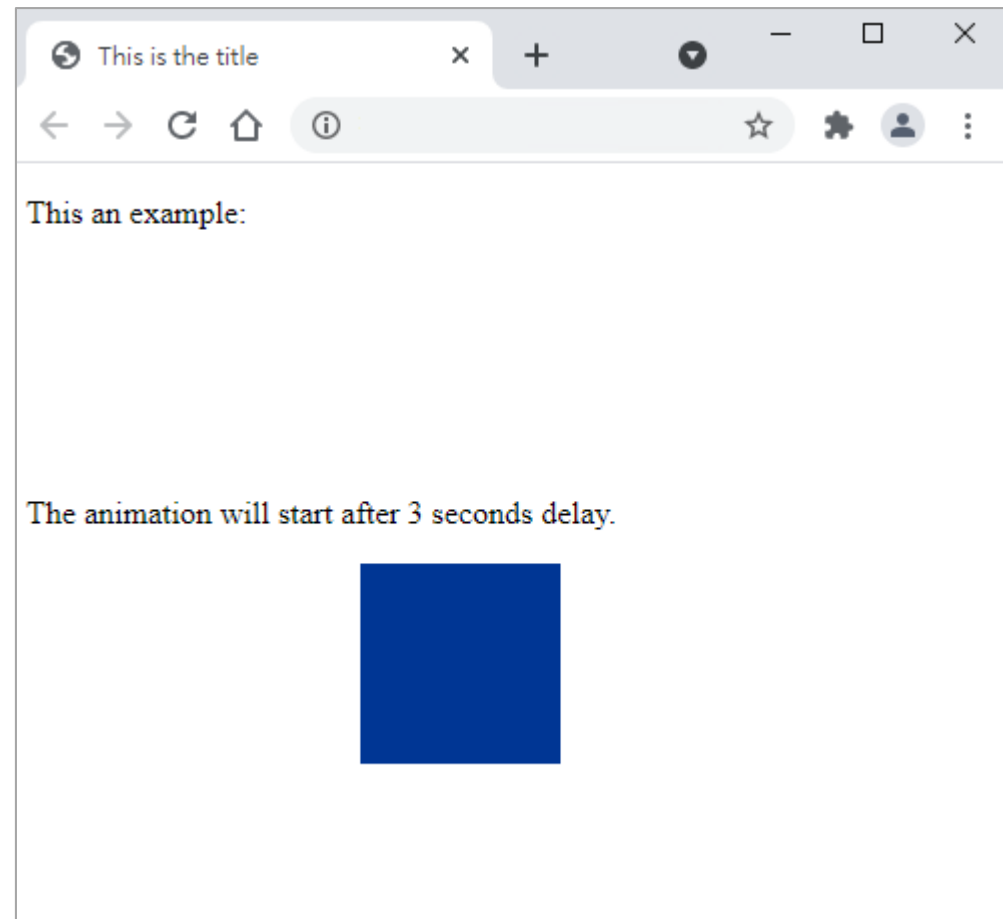 This is the title
This an example:
The animation will start after 3 seconds delay.